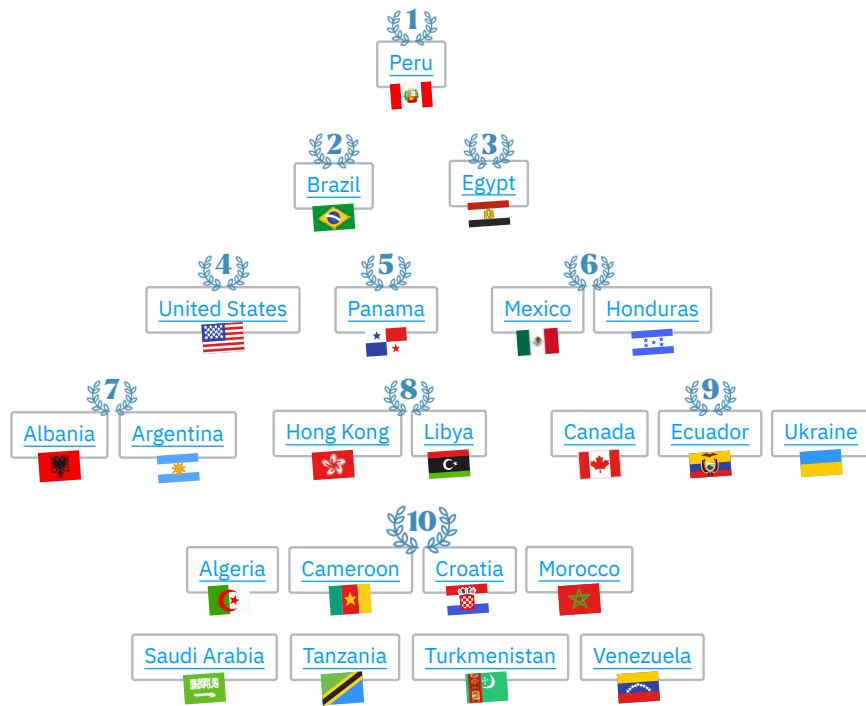 1
Peru
2 3
Brazil Egypt
4 5 6
United States Panama Mexico Honduras
7 8 9
Albania Argentina Hong Kong Libya Canada Ecuador Ukraine
10
Algeria Cameroon Croatia Morocco
Saudi Arabia Tanzania Turkmenistan Venezuela